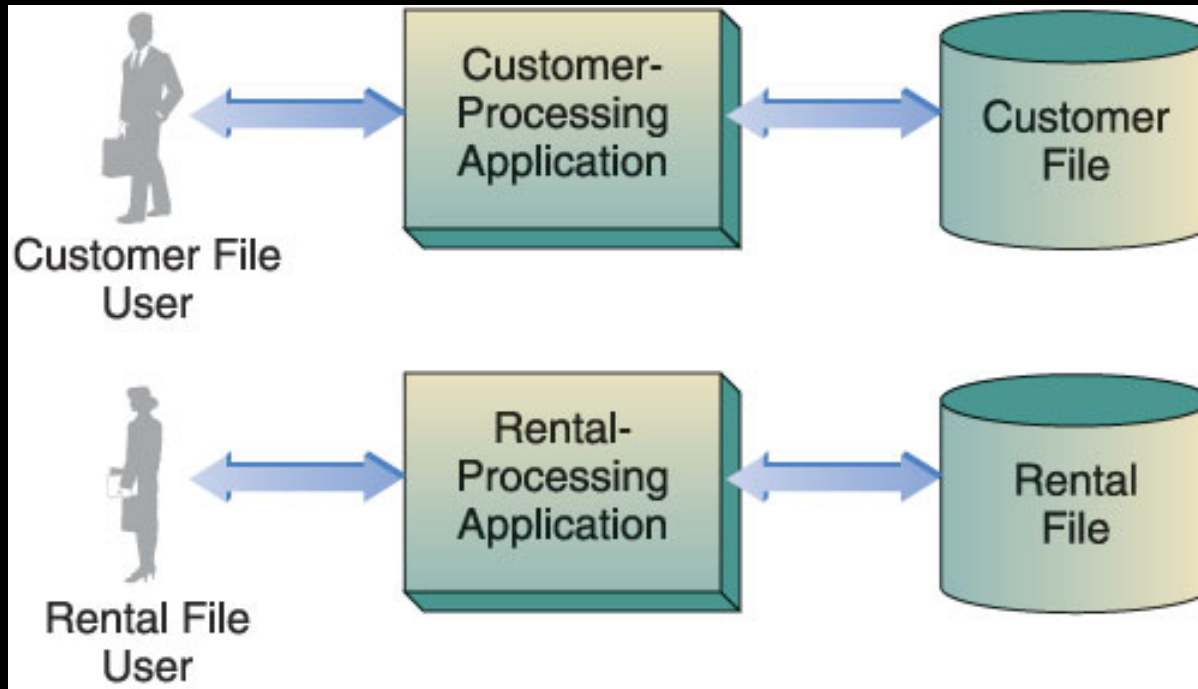 Customer-
Processing
Application
Customer
File
Customer File
User
Rental-
Processing
Application
Rental
File
Rental File
User